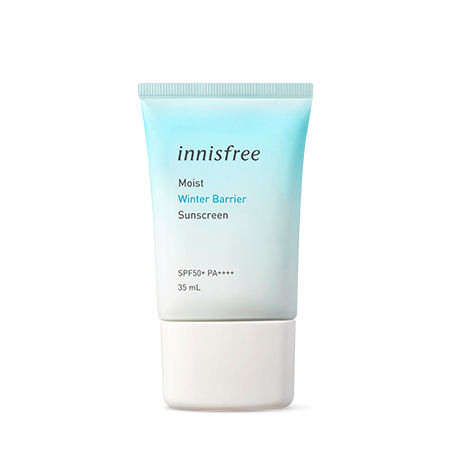 innisfree
Moist
Winter Barrier
Sunscreen
SPF50+ PA++++
35 mL